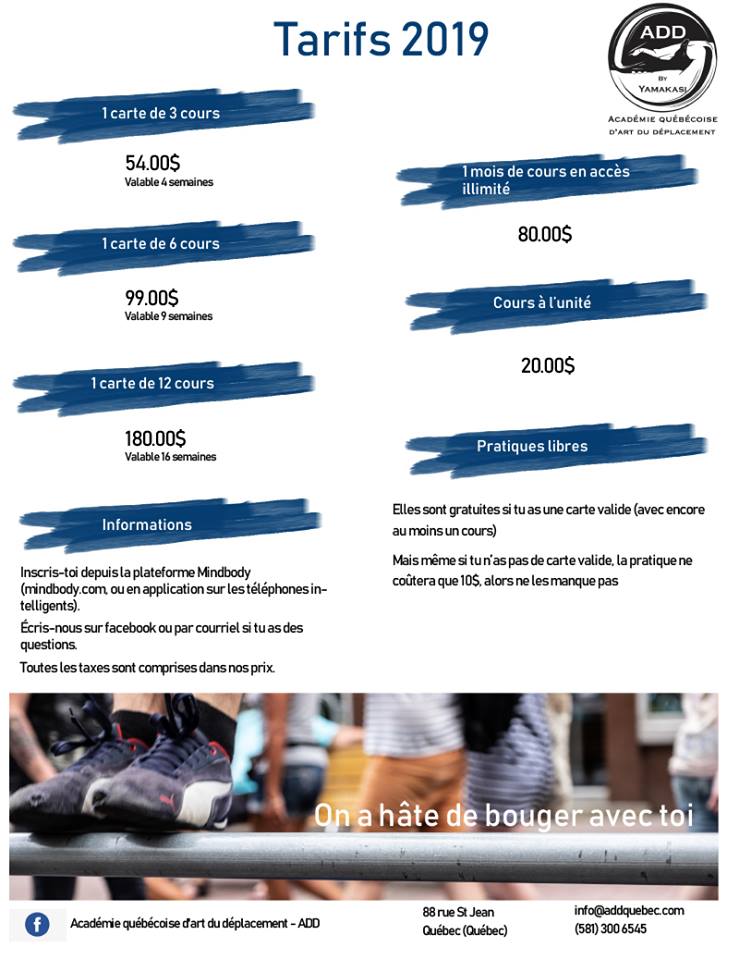 Tarifs 2019
ADD
BY
YAMAKASI
ACADÉMIE QUÉBÉCOISE
D'ART DU DÉPLACEMENT
1 carte de 3 cours
54.00$
Valable 4 semaines
1 carte de 6 cours
99.00$
Valable 9 semaines
1 carte de 12 cours
180.00$
Valable 16 semaines
Informations
Inscris-toi depuis la plateforme Mindbody
(mindbody.com, ou en application sur les téléphones in-
telligents).
Écris-nous sur facebook ou par courriel si tu as des
questions.
Toutes les taxes sont comprises dans nos prix.
1 mois de cours en accès
illimité
80.00$
Cours à l'unité
20.00$
Pratiques libres
Elles sont gratuites si tu as une carte valide (avec encore
au moins un cours)
Mais même si tu n'as pas de carte valide, la pratique ne
coûtera que 10$, alors ne les manque pas
On a hâte de bouger avec toi
f
Académie québécoise d'art du déplacement - ADD
88 rue St Jean
Québec (Québec)
info@addquebec.com
(581) 300 6545